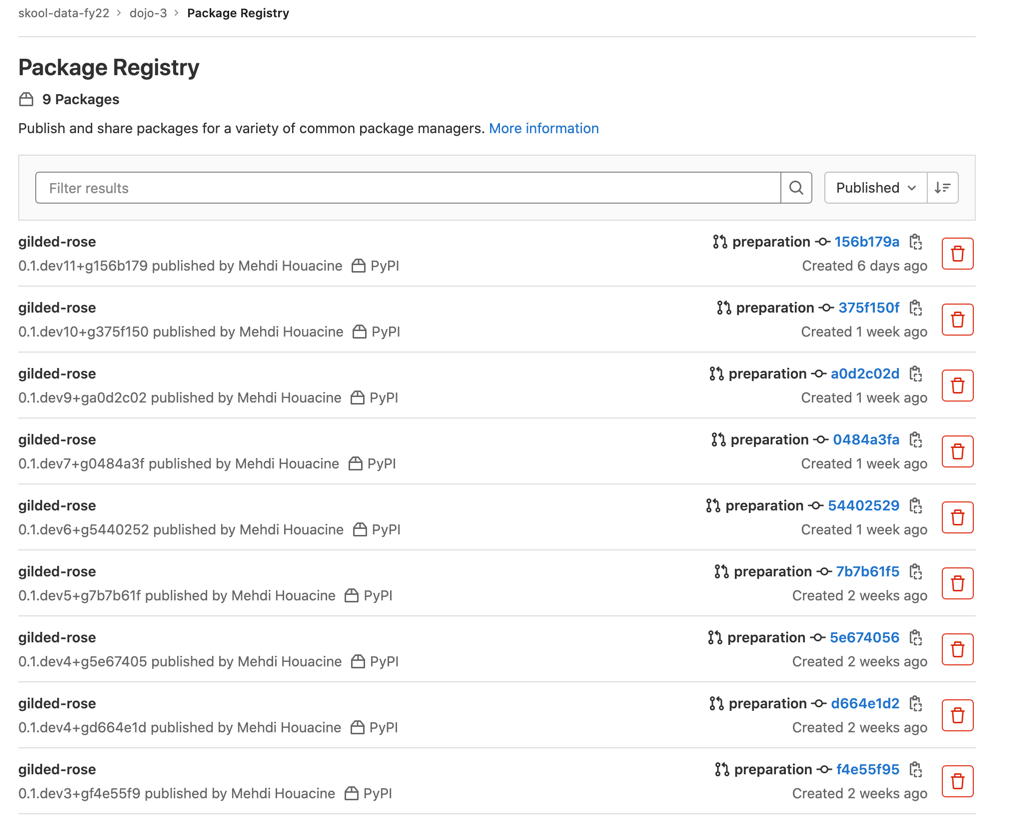 skool-data-fy22 > dojo-3 > Package Registry
Package Registry
9 Packages
Publish and share packages for a variety of common package managers. More information
Filter results
Published
gilded-rose
preparation 156b179a
0.1.dev11+g156b179 published by Mehdi Houacine PyPI
Created 6 days ago
gilded-rose
preparation 375f150f
0.1.dev10+g375f150 published by Mehdi Houacine PyPI
Created 1 week ago
gilded-rose
preparation a0d2c02d
0.1.dev9+ga0d2c02 published by Mehdi Houacine PyPI
Created 1 week ago
gilded-rose
preparation 0484a3fa
0.1.dev7+g0484a3f published by Mehdi Houacine PyPI
Created 1 week ago
gilded-rose
preparation 54402529
0.1.dev6+g5440252 published by Mehdi Houacine PyPI
Created 1 week ago
gilded-rose
preparation 7b7b61f5
0.1.dev5+g7b7b61f published by Mehdi Houacine PyPI
Created 2 weeks ago
gilded-rose
preparation 5e674056
0.1.dev4+g5e67405 published by Mehdi Houacine PyPI
Created 2 weeks ago
gilded-rose
preparation d664e1d2
0.1.dev4+gd664e1d published by Mehdi Houacine PyPI
Created 2 weeks ago
gilded-rose
preparation f4e55f95
0.1.dev3+gf4e55f9 published by Mehdi Houacine PyPI
Created 2 weeks ago